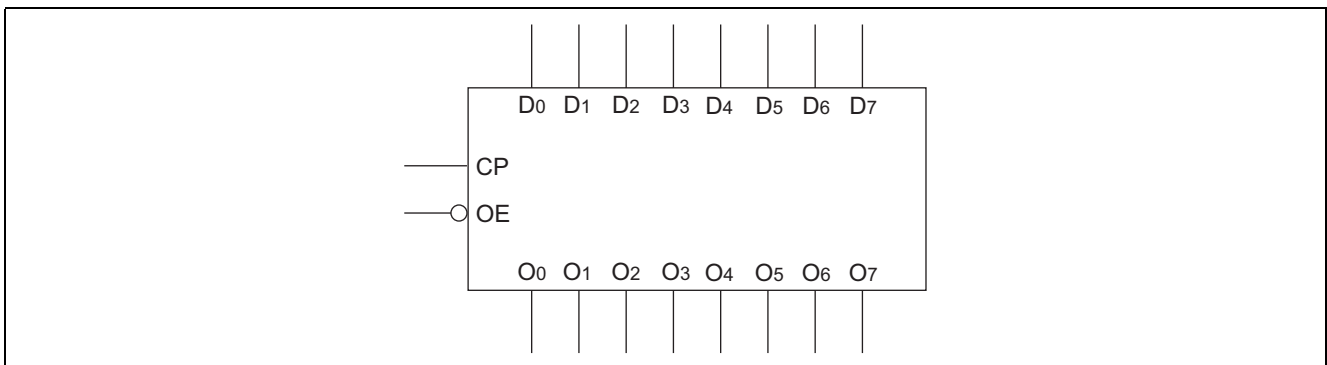 D0 D1 D2 D3 D4 D5 D6 D7
CP
OE
O0 O1 O2 O3 O4 O5 O6 O7